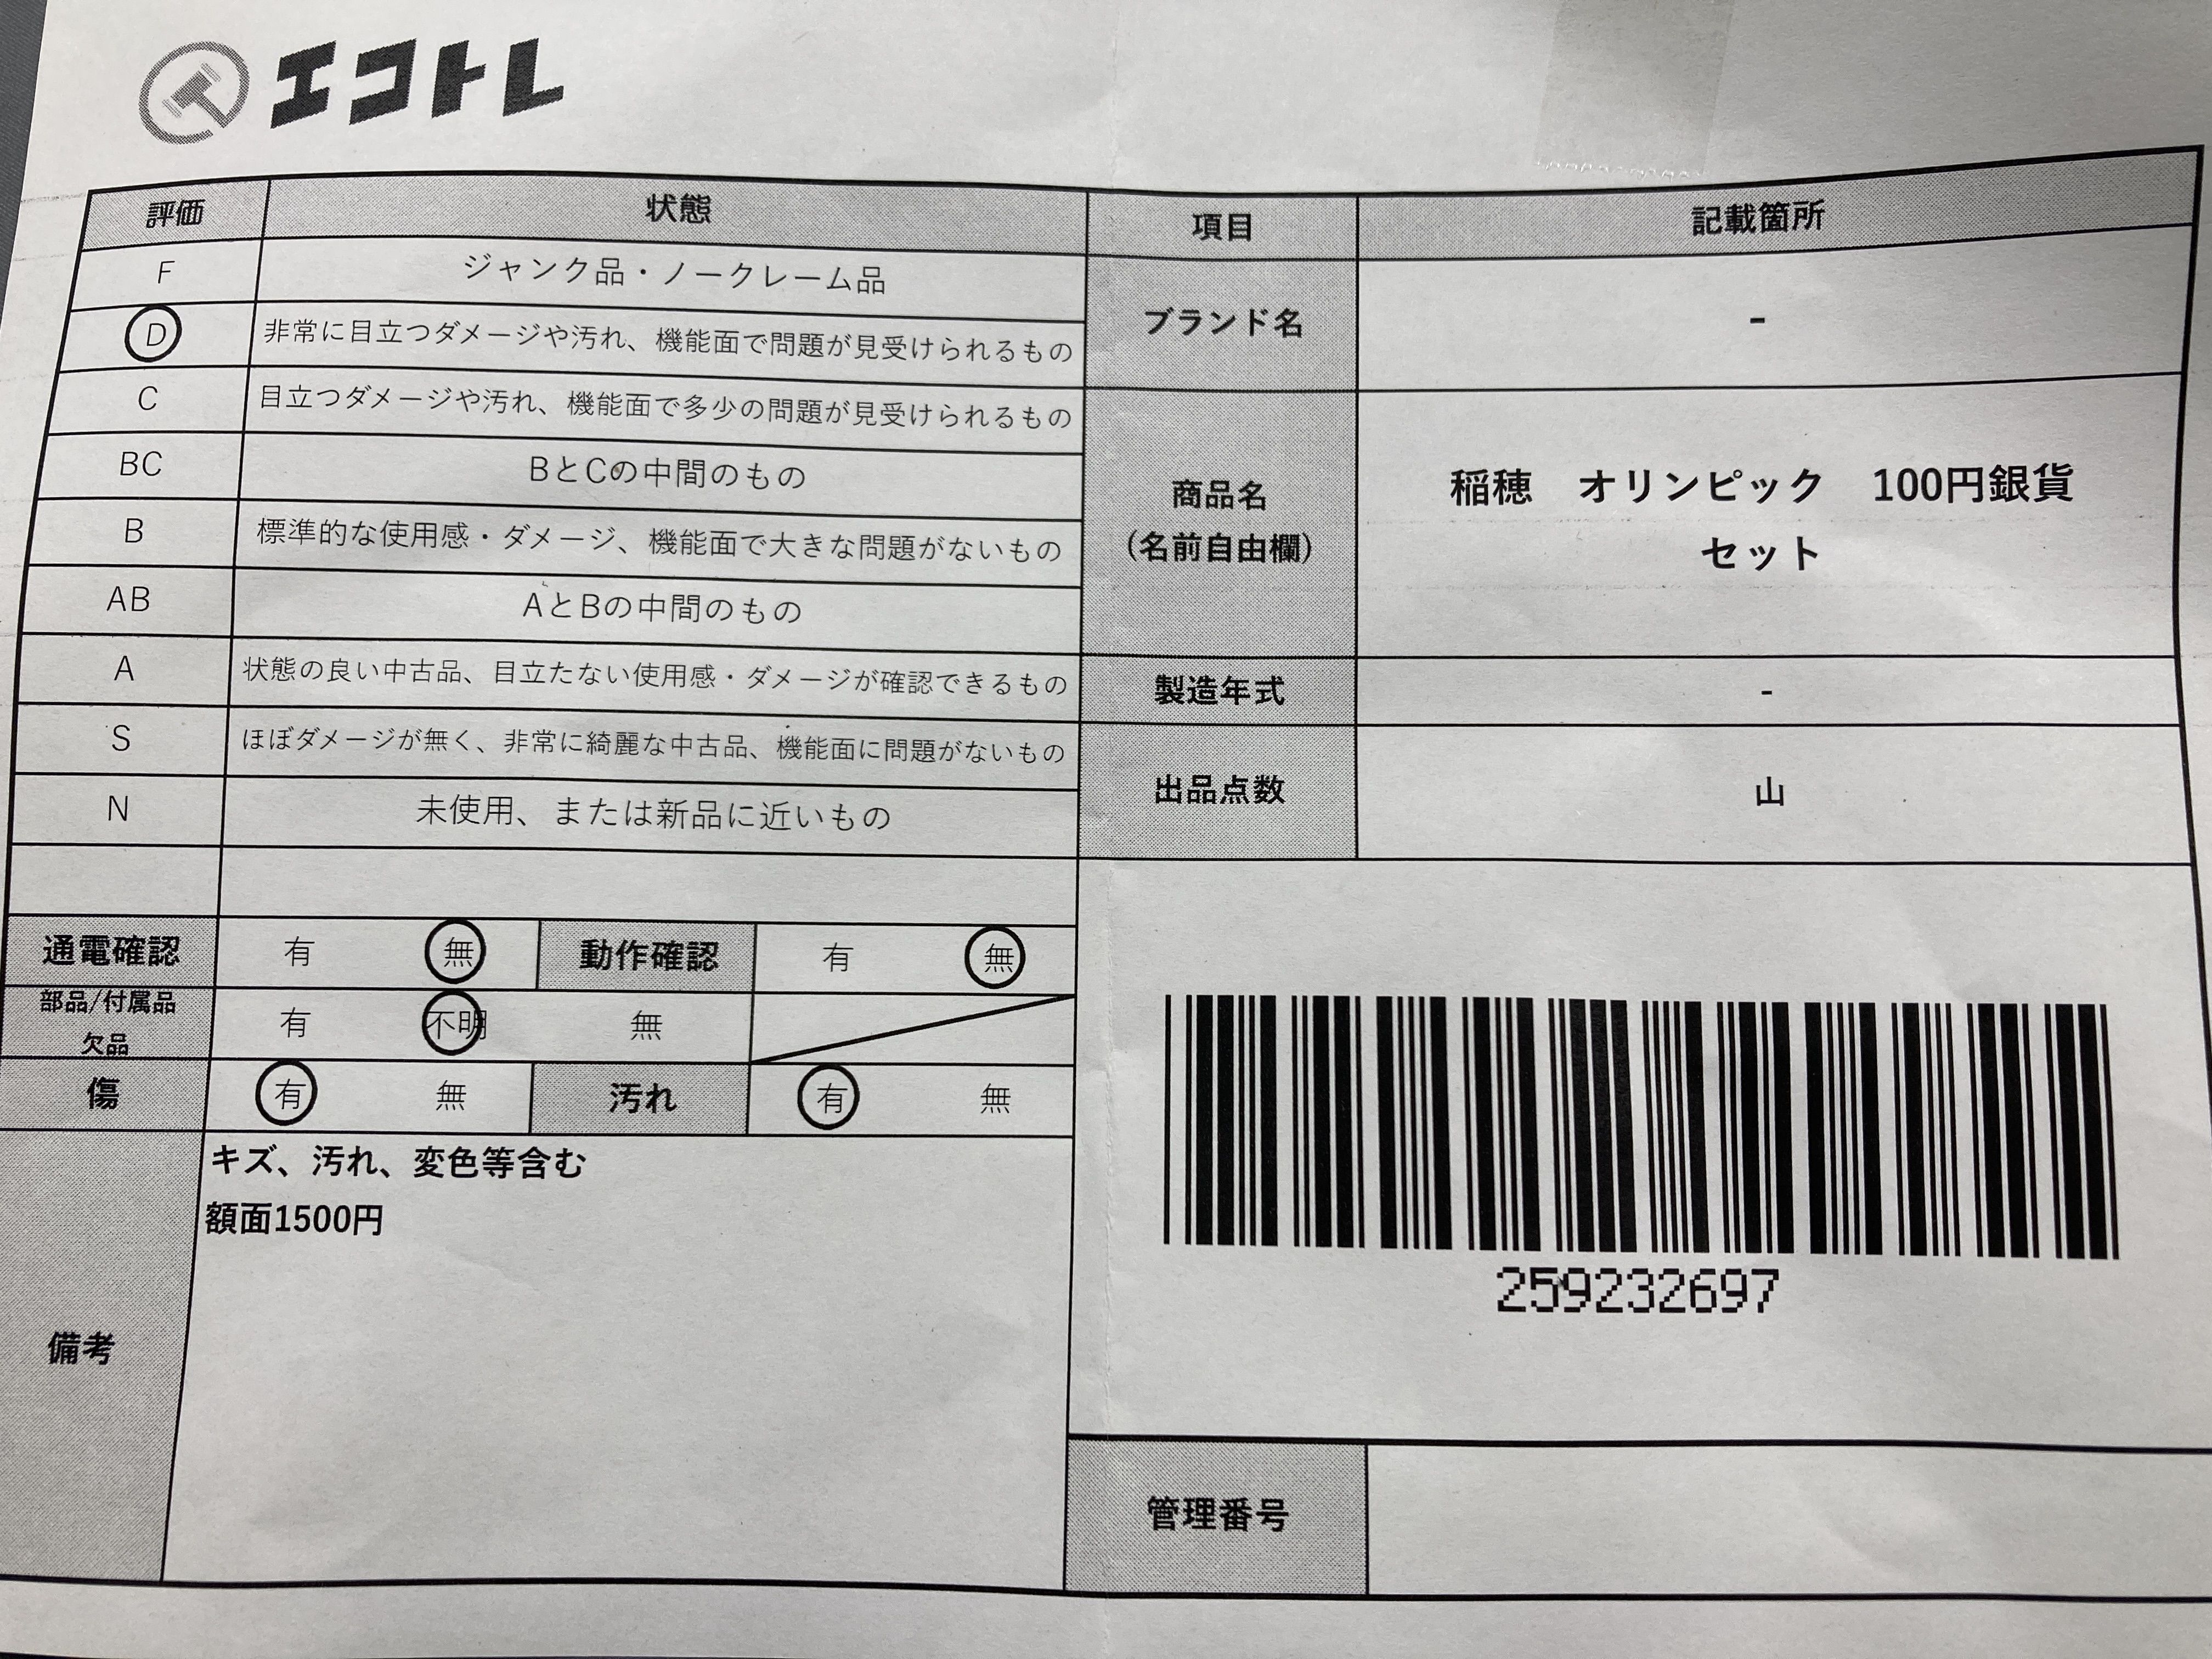 エコトレ
評価 状態
F ジャンク品・ノークレーム品
D 非常に目立つダメージや汚れ、機能面で問題が見受けられるもの
C 目立つダメージや汚れ、機能面で多少の問題が見受けられるもの
BC BとCの中間のもの
B 標準的な使用感・ダメージ、機能面で大きな問題がないもの
AB AとBの中間のもの
A 状態の良い中古品、目立たない使用感・ダメージが確認できるもの
S ほぼダメージが無く、非常に綺麗な中古品、機能面に問題がないもの
N 未使用、または新品に近いもの
通電確認 有 無 動作確認 有 無
部品/付属品
欠品
有 不明 無
傷 有 無 汚れ 有 無
備考
キズ、汚れ、変色等含む
額面1500円
項目 記載箇所
ブランド名 -
商品名
(名前自由欄)
稲穂 オリンピック 100円銀貨
セット
製造年式 -
出品点数 山
259232697
管理番号